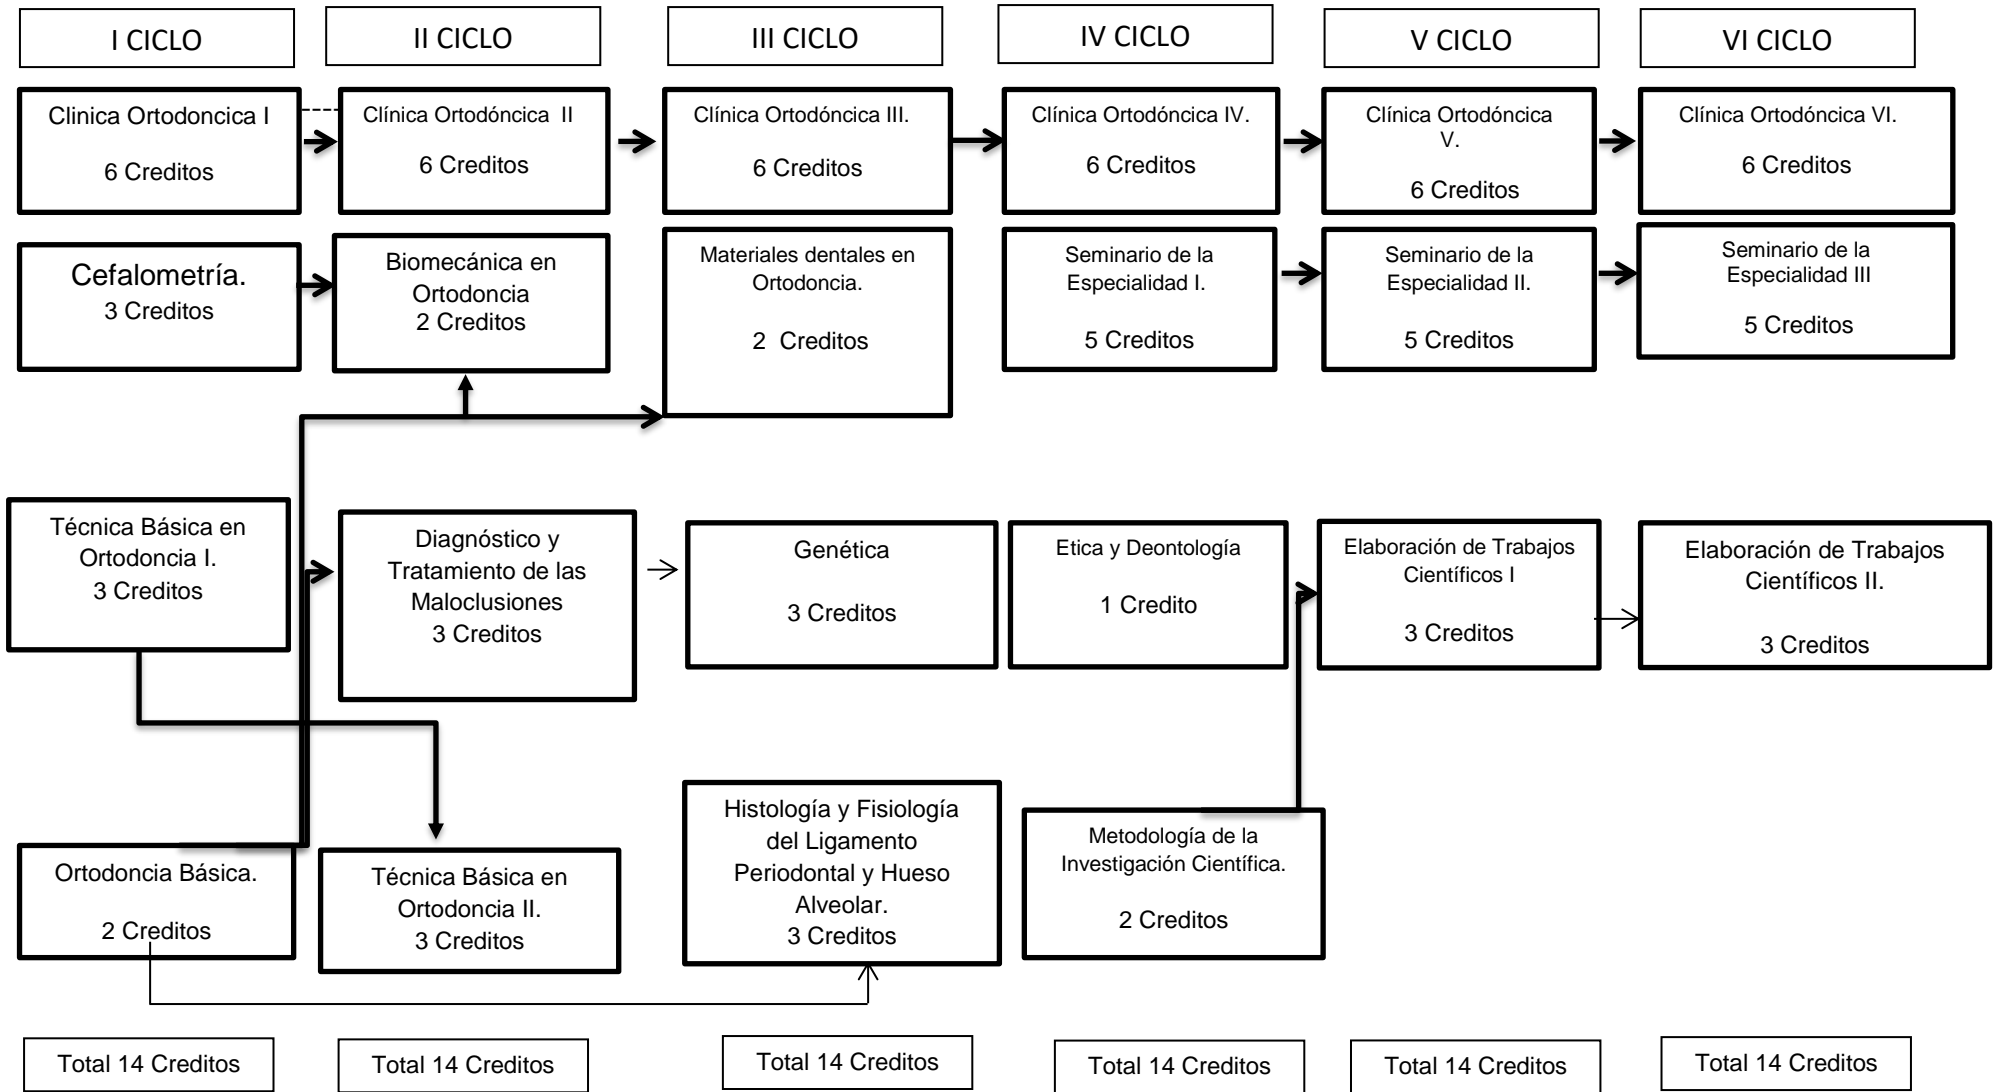 I CICLO
II CICLO
III CICLO
IV CICLO
V CICLO
VI CICLO
Clinica Ortodoncica I
6 Creditos
Clínica Ortodóncica II
6 Creditos
Clínica Ortodóncica III.
6 Creditos
Clínica Ortodóncica IV.
6 Creditos
Clínica Ortodóncica
V.
6 Creditos
Clínica Ortodóncica VI.
6 Creditos
Cefalometría.
3 Creditos
Biomecánica en
Ortodoncia
2 Creditos
Materiales dentales en
Ortodoncia.
2 Creditos
Seminario de la
Especialidad I.
5 Creditos
Seminario de la
Especialidad II.
5 Creditos
Seminario de la
Especialidad III
5 Creditos
Técnica Básica en
Ortodoncia I.
3 Creditos
Diagnóstico y
Tratamiento de las
Maloclusiones
3 Creditos
Genética
3 Creditos
Etica y Deontología
1 Credito
Elaboración de Trabajos
Científicos I
3 Creditos
Elaboración de Trabajos
Científicos II.
3 Creditos
Ortodoncia Básica.
2 Creditos
Técnica Básica en
Ortodoncia II.
3 Creditos
Histología y Fisiología
del Ligamento
Periodontal y Hueso
Alveolar.
3 Creditos
Metodología de la
Investigación Científica.
2 Creditos
Total 14 Creditos
Total 14 Creditos
Total 14 Creditos
Total 14 Creditos
Total 14 Creditos
Total 14 Creditos